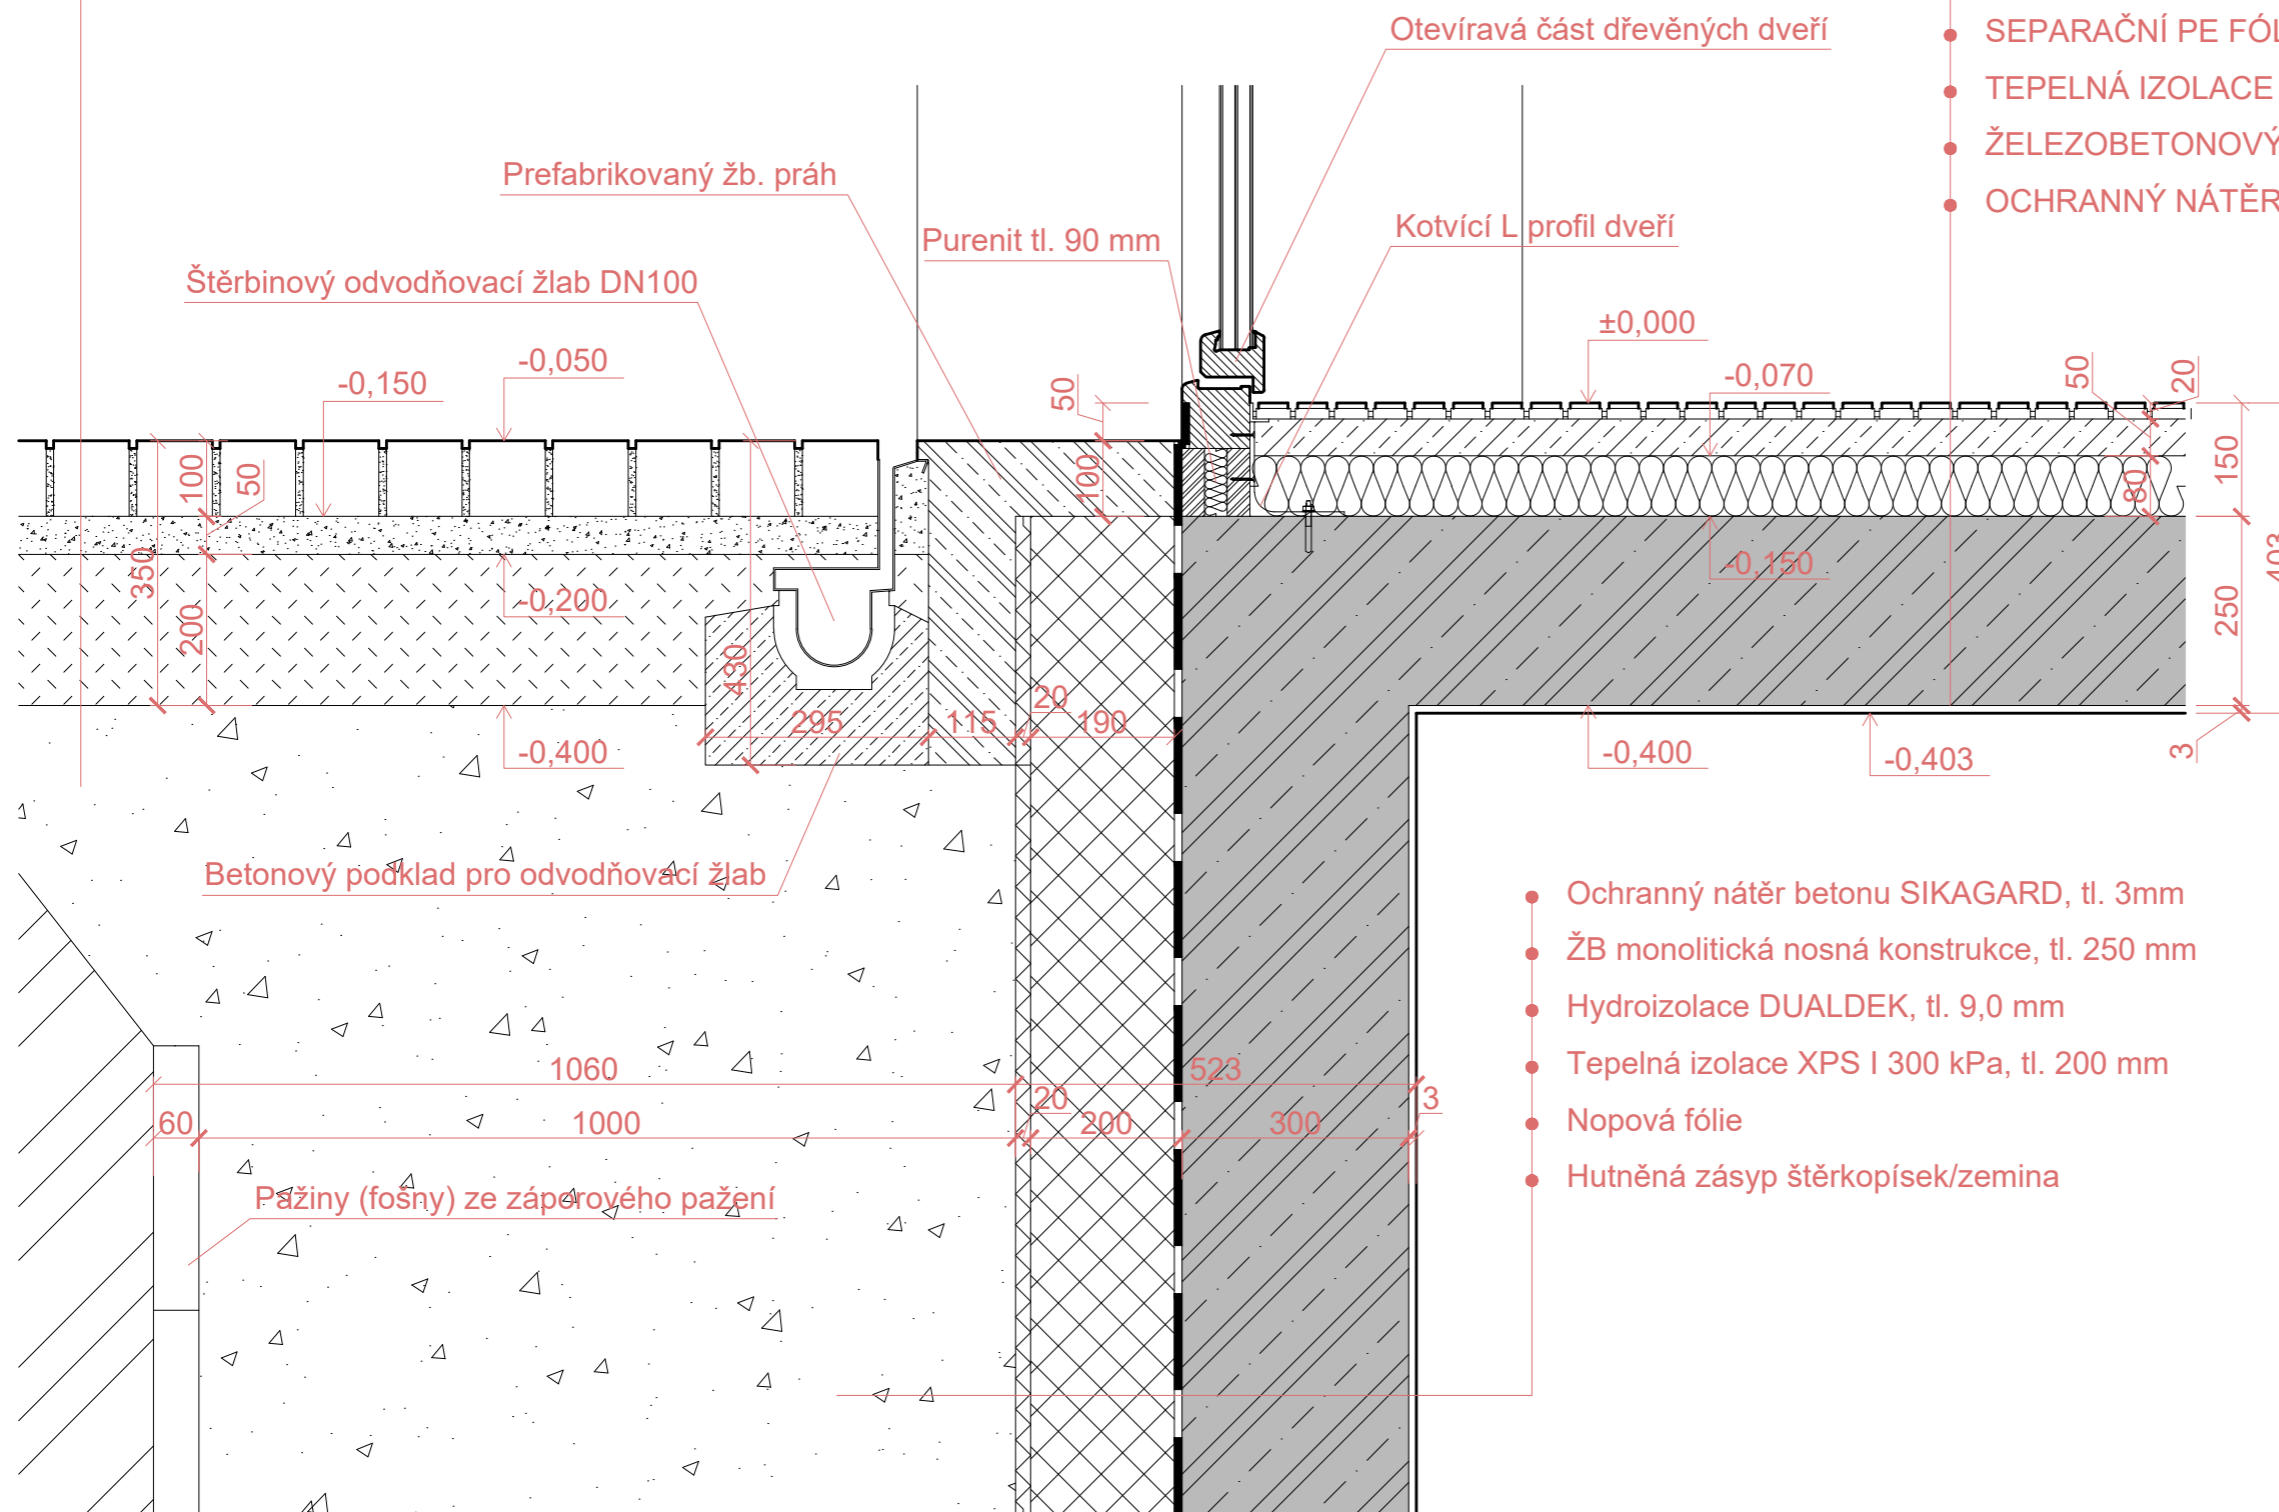 Otevíravá část dřevěných dveří
SEPARAČNÍ PE FÓL
TEPELNÁ IZOLACE
ŽELEZOBETONOVÝ
OCHRANNÝ NÁTĚR
Prefabrikovaný žb. práh
Purenit tl. 90 mm
Kotvící L profil dveří
Štěrbinový odvodňovací žlab DN100
±0,000
-0,050
-0,150
-0,070
50
50
20
100
50
100
80
150
350
200
-0,200
-0,150
403
250
430
20
295
115
190
-0,400
-0,400
-0,403
3
Betonový podklad pro odvodňovací žlab
Ochranný nátěr betonu SIKAGARD, tl. 3mm
ŽB monolitická nosná konstrukce, tl. 250 mm
Hydroizolace DUALDEK, tl. 9,0 mm
Tepelná izolace XPS I 300 kPa, tl. 200 mm
Nopová fólie
Hutněná zásyp štěrkopísek/zemina
1060
523
60
1000
20
200
300
3
Pažiny (fošny) ze záporového pažení